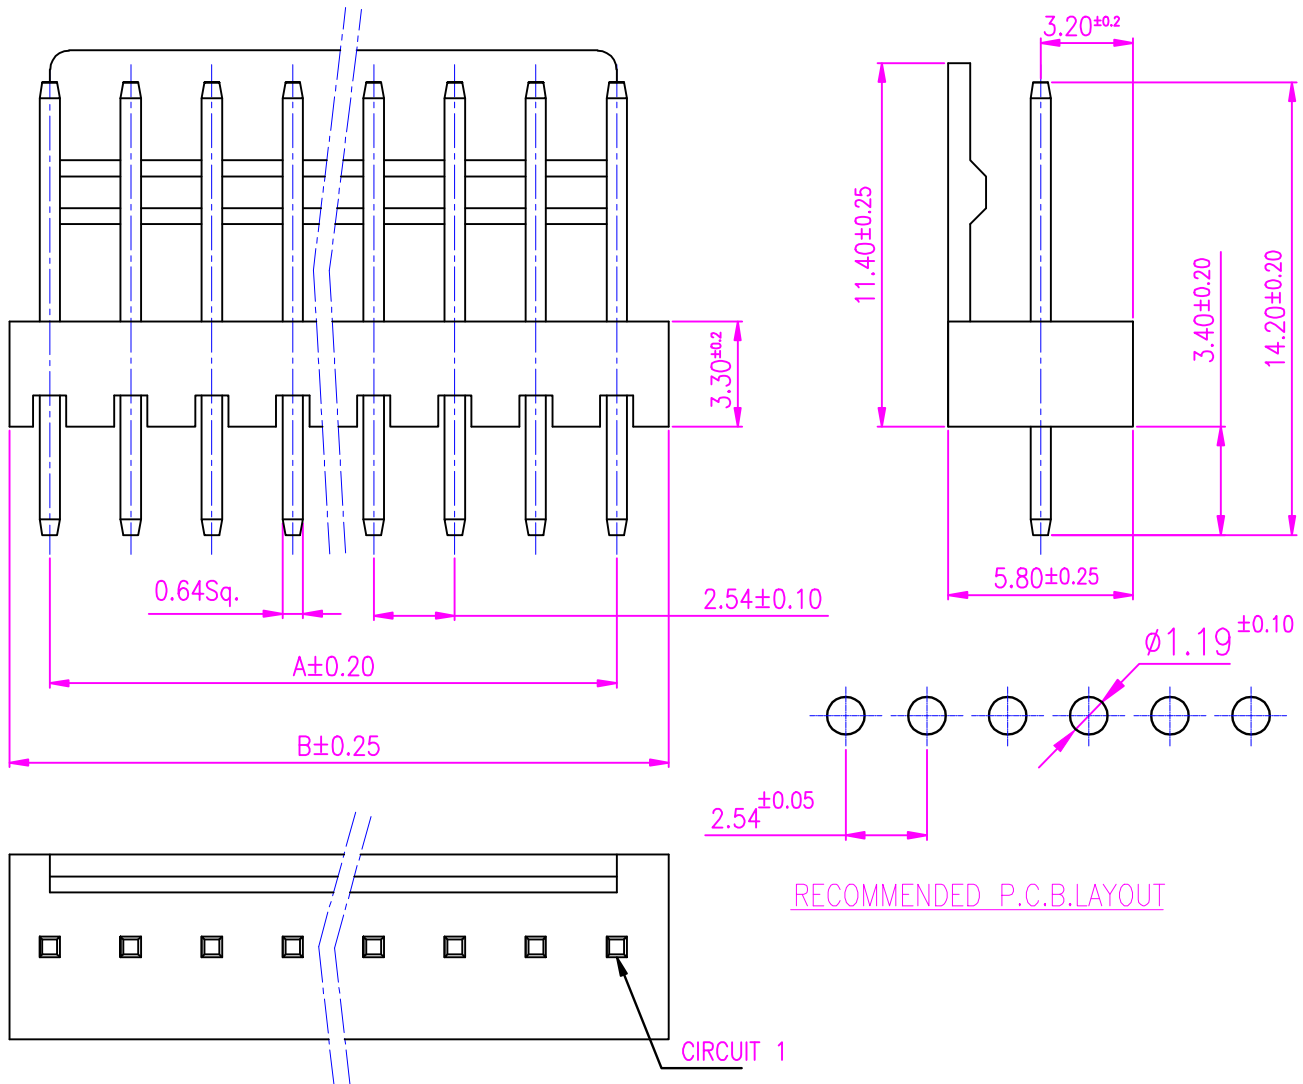 3.20±0.2
11.40±0.25
3.30±0.2
3.40±0.20
14.20±0.20
0.64Sq.
2.54±0.10
5.80±0.25
A±0.20
ø1.19 ±0.10
B±0.25
2.54 ±0.05
RECOMMENDED P.C.B.LAYOUT
CIRCUIT 1